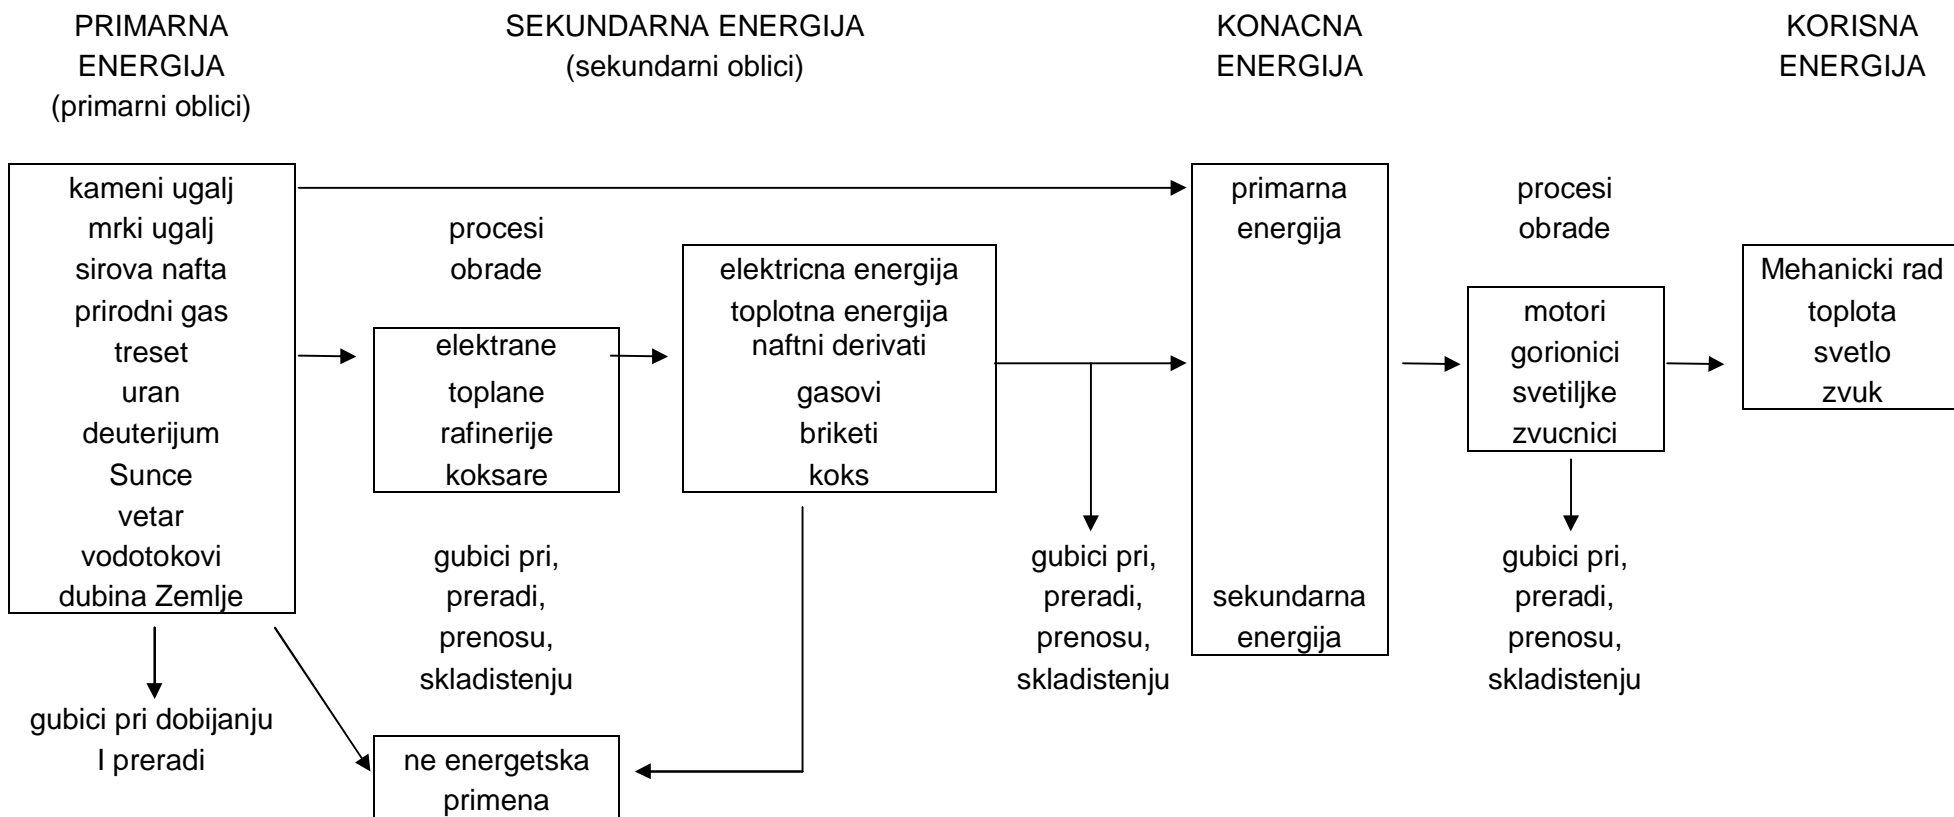 PRIMARNA
ENERGIJA
(primarni oblici)
SEKUNDARNA ENERGIJA
(sekundarni oblici)
KONACNA
ENERGIJA
KORISNA
ENERGIJA
kameni ugalj
mrki ugalj
sirova nafta
prirodni gas
treset
uran
deuterijum
Sunce
vetar
vodotokovi
dubina Zemlje
gubici pri dobijanju
I preradi
procesi
obrade
elektrane
toplane
rafinerije
koksare
gubici pri,
preradi,
prenosu,
skladistenju
ne energetska
primena
elektricna energija
toplotna energija
naftni derivati
gasovi
briketi
koks
gubici pri,
preradi,
prenosu,
skladistenju
primarna
energija
sekundarna
energija
procesi
obrade
motori
gorionici
svetiljke
zvucnici
gubici pri,
preradi,
prenosu,
skladistenju
Mehanicki rad
toplota
svetlo
zvuk